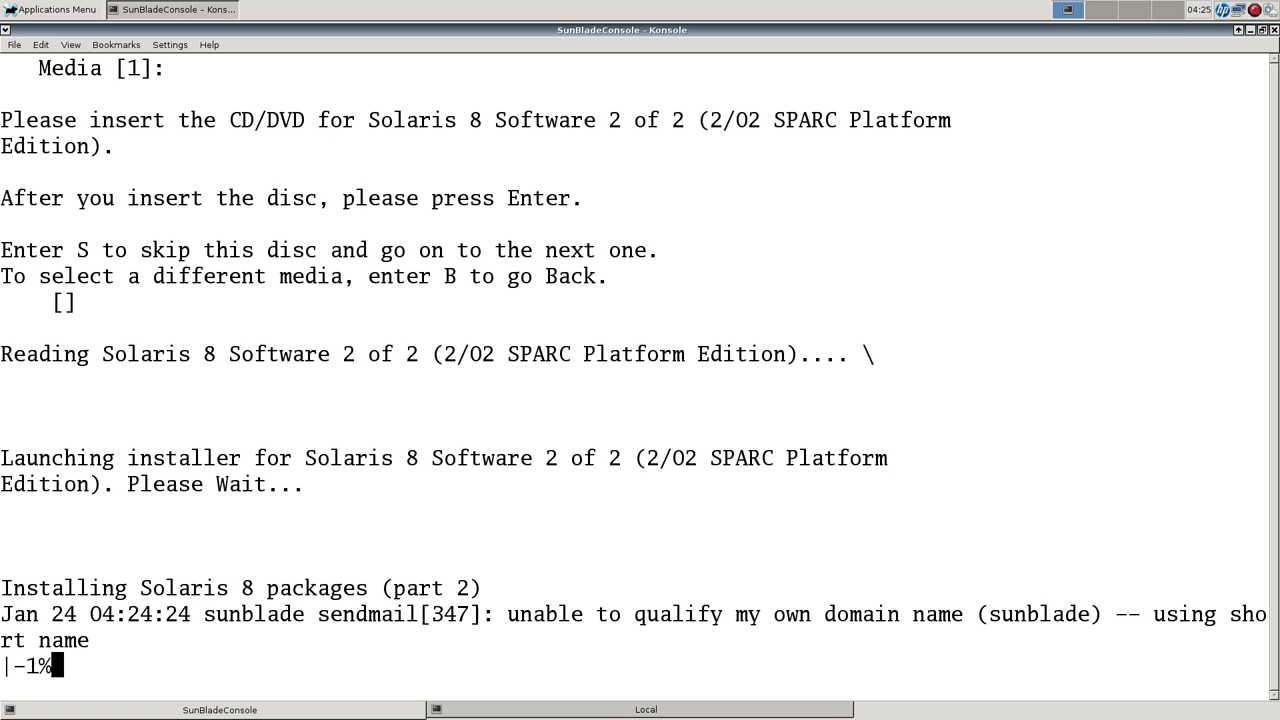 Applications Menu
SunBladeConsole – Kons...
04:25
SunBladeConsole - Konsole
File Edit View Bookmarks Settings Help
Media [1]:
Please insert the CD/DVD for Solaris 8 Software 2 of 2 (2/02 SPARC Platform
Edition).
After you insert the disc, please press Enter.
Enter S to skip this disc and go on to the next one.
To select a different media, enter B to go Back.
[]
Reading Solaris 8 Software 2 of 2 (2/02 SPARC Platform Edition).... \
Launching installer for Solaris 8 Software 2 of 2 (2/02 SPARC Platform
Edition). Please Wait...
Installing Solaris 8 packages (part 2)
Jan 24 04:24:24 sunblade sendmail[347]: unable to qualify my own domain name (sunblade) -- using sho
rt name
|-1%
SunBladeConsole
Local